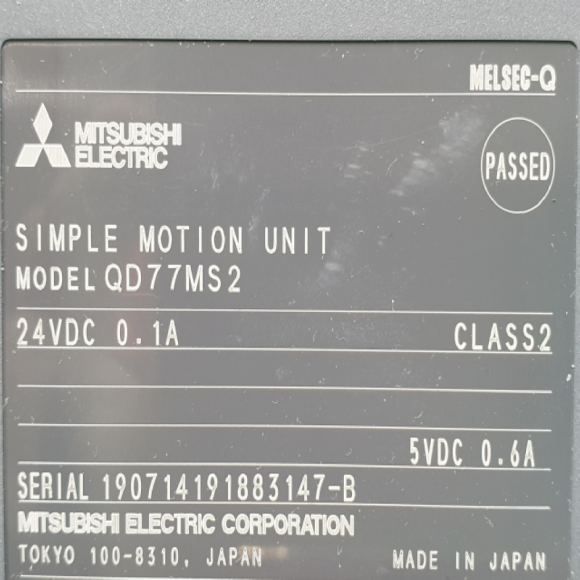 MELSEC-Q
MITSUBISHI
ELECTRIC
PASSED
SIMPLE MOTION UNIT
MODEL QD77MS2
24VDC 0.1A CLASS2
5VDC 0.6A
SERIAL 190714191883147-B
MITSUBISHI ELECTRIC CORPORATION
TOKYO 100-8310, JAPAN MADE IN JAPAN